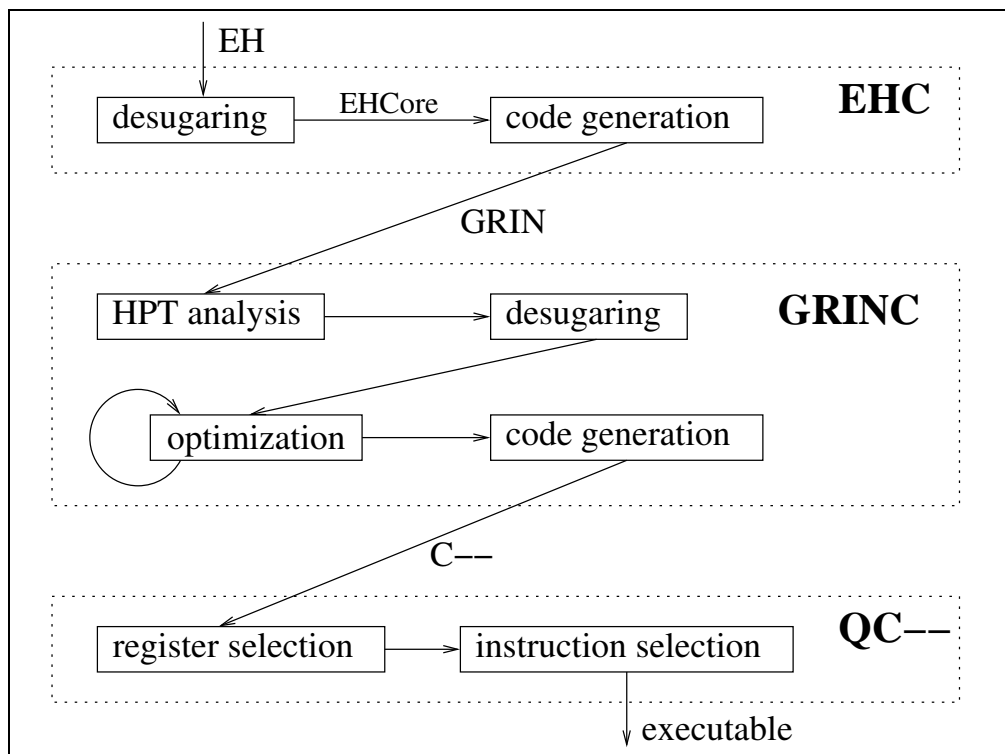 EH
EHC
desugaring
EHCore
code generation
GRIN
HPT analysis
desugaring
GRINC
optimization
code generation
C−−
QC−−
register selection
instruction selection
executable